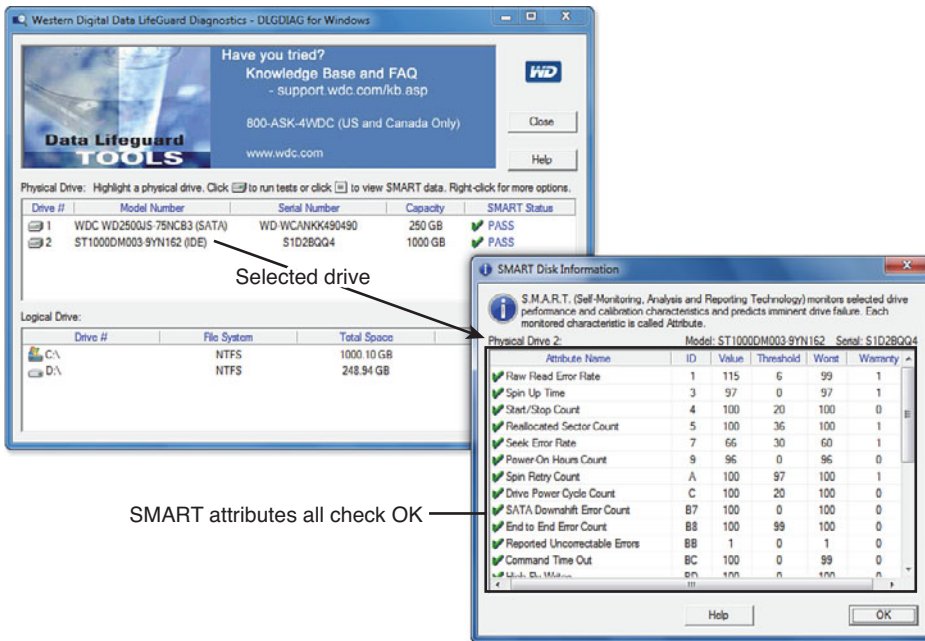 Western Digital Data LifeGuard Diagnostics - DLGDIAG for Windows
Have you tried?
Knowledge Base and FAQ
- support.wdc.com/kb.asp
800-ASK-4WDC (US and Canada Only)
www.wdc.com
Data Lifeguard
TOOLS
WD
Close
Help
Physical Drive: Highlight a physical drive. Click to run tests or click to view SMART data. Right-click for more options.
Drive # Model Number Serial Number Capacity SMART Status
1 WDC WD2500JS-75NCB3 (SATA) WD-WCANKK490490 250 GB PASS
2 ST1000DM003-9YN162 (IDE) S1D2BQQ4 1000 GB PASS
Selected drive
Logical Drive:
Drive # File System Total Space
C:\ NTFS 1000.10 GB
D:\ NTFS 248.94 GB
SMART Disk Information
S.M.A.R.T. (Self-Monitoring, Analysis and Reporting Technology) monitors selected drive
performance and calibration characteristics and predicts imminent drive failure. Each
monitored characteristic is called Attribute.
Physical Drive 2: Model: ST1000DM003-9YN162 Serial: S1D2BQQ4
Attribute Name ID Value Threshold Worst Warranty
Raw Read Error Rate 1 115 6 99 1
Spin Up Time 3 97 0 97 1
Start/Stop Count 4 100 20 100 0
Reallocated Sector Count 5 100 36 100 1
Seek Error Rate 7 66 30 60 1
Power-On Hours Count 9 96 0 96 0
Spin Retry Count A 100 97 100 1
Drive Power Cycle Count C 100 20 100 0
SATA Downshift Error Count B7 100 0 100 0
End to End Error Count B8 100 99 100 0
Reported Uncorrectable Errors BB 1 0 1 0
Command Time Out BC 100 0 99 0
High Fly Writes BD 100 0 100 0
SMART attributes all check OK
Help
OK